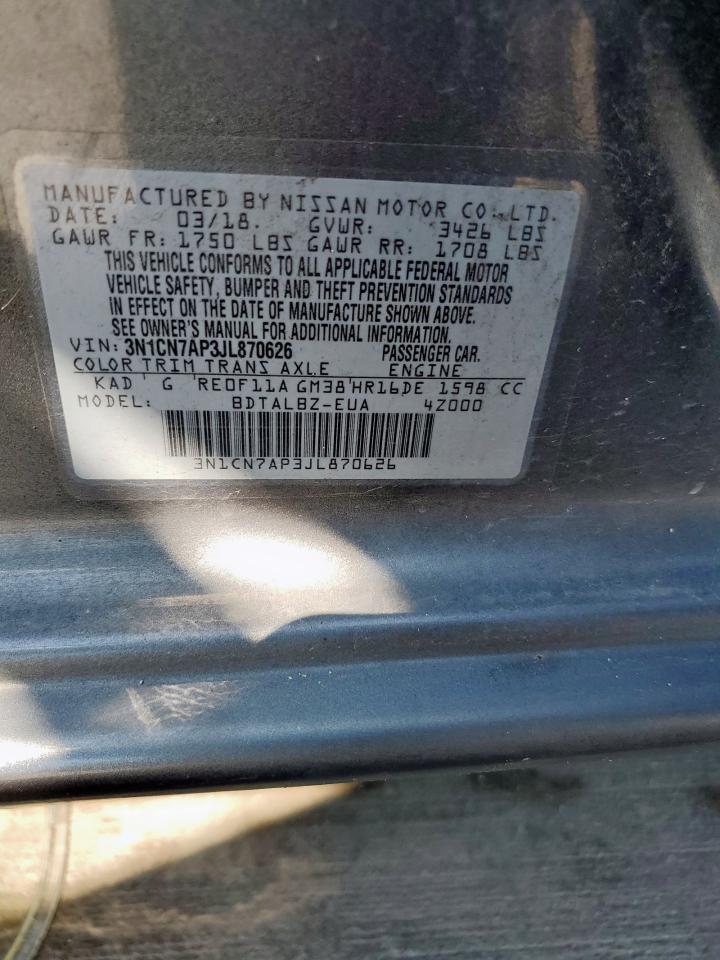 MANUFACTURED BY NISSAN MOTOR CO., LTD.
DATE: 03/18. GVWR: 3426 LBS
GAWR FR: 1750 LBS GAWR RR: 1708 LBS
THIS VEHICLE CONFORMS TO ALL APPLICABLE FEDERAL MOTOR
VEHICLE SAFETY, BUMPER AND THEFT PREVENTION STANDARDS
IN EFFECT ON THE DATE OF MANUFACTURE SHOWN ABOVE.
SEE OWNER'S MANUAL FOR ADDITIONAL INFORMATION.
VIN: 3N1CN7AP3JL870626 PASSENGER CAR.
COLOR TRIM TRANS AXLE ENGINE
KAD G RE0F11A GM38 HR16DE 1598 CC
MODEL: BDTALBZ-EUA 4Z000
3N1CN7AP3JL870626